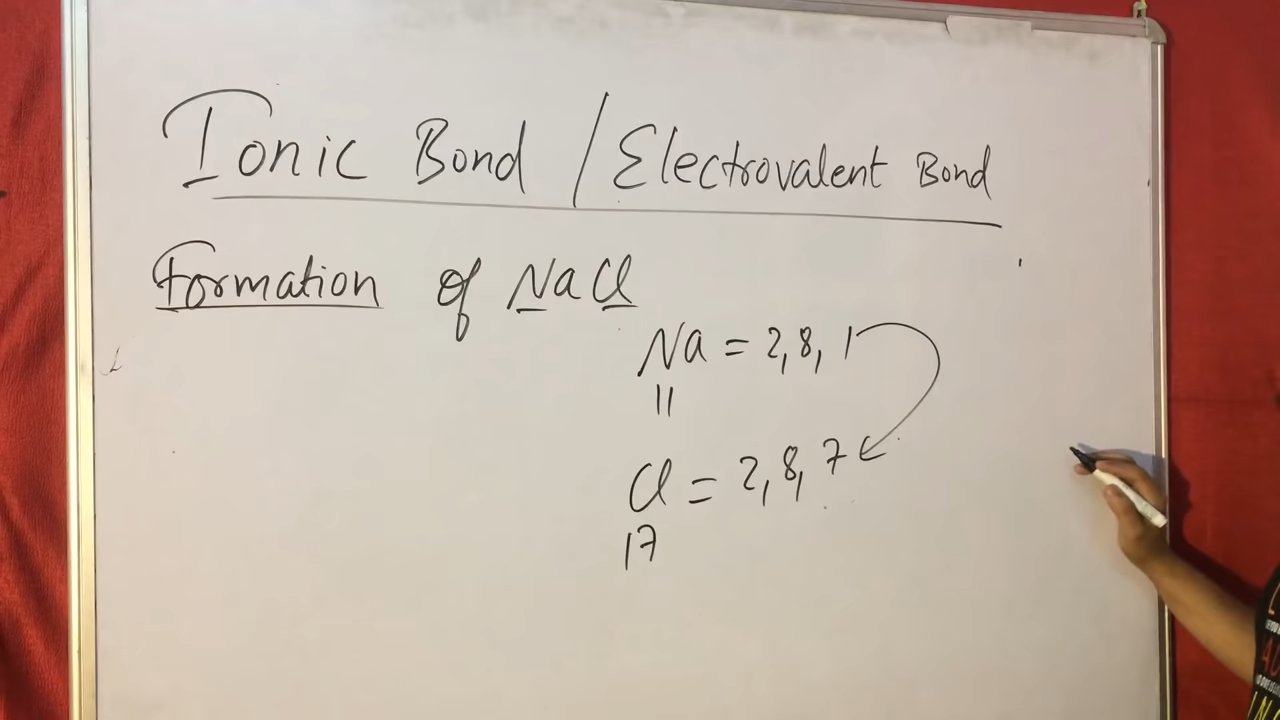 Ionic Bond / Electrovalent Bond
Formation of NaCl
Na = 2, 8, 1
11
Cl = 2, 8, 7
17